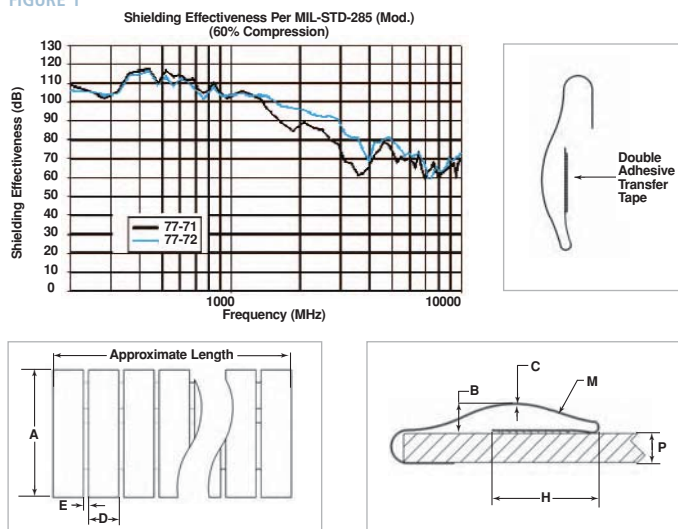 FIGURE 1
Shielding Effectiveness Per MIL-STD-285 (Mod.)
(60% Compression)
Shielding Effectiveness (dB)
130
120
110
100
90
80
70
60
50
40
30
20
10
0
77-71
77-72
1000
10000
Frequency (MHz)
Double
Adhesive
Transfer
Tape
Approximate Length
A
E
D
B
C
M
P
H